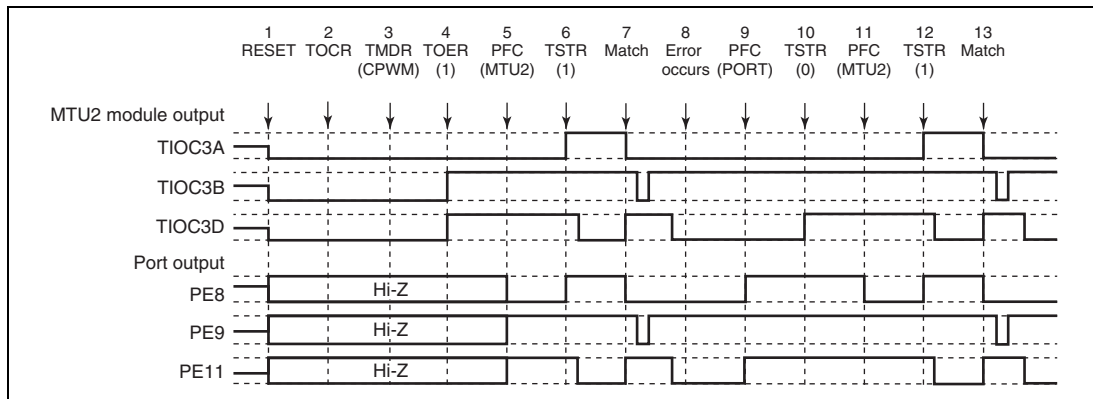 1 2 3 4 5 6 7 8 9 10 11 12 13
RESET TOCR TMDR TOER PFC TSTR Match Error PFC TSTR PFC TSTR Match
(CPWM) (1) (MTU2) (1) occurs (PORT) (0) (MTU2) (1)
MTU2 module output
TIOC3A
TIOC3B
TIOC3D
Port output
PE8 Hi-Z
PE9 Hi-Z
PE11 Hi-Z